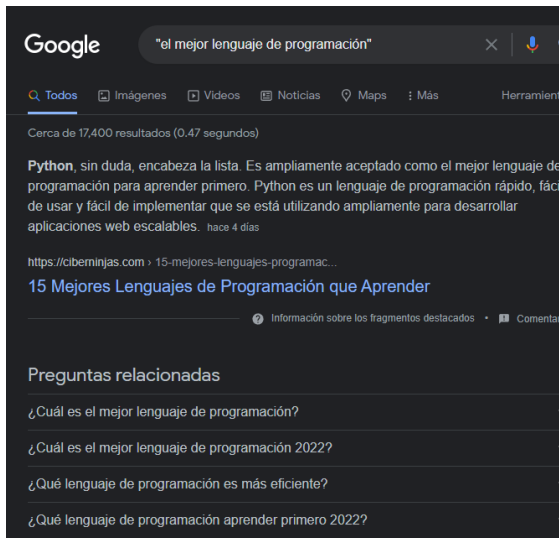 Google
"el mejor lenguaje de programación"
Todos Imágenes Videos Noticias Maps Más Herramient
Cerca de 17,400 resultados (0.47 segundos)
Python, sin duda, encabeza la lista. Es ampliamente aceptado como el mejor lenguaje de
programación para aprender primero. Python es un lenguaje de programación rápido, fáci
de usar y fácil de implementar que se está utilizando ampliamente para desarrollar
aplicaciones web escalables. hace 4 días
https://ciberninjas.com › 15-mejores-lenguajes-programac...
15 Mejores Lenguajes de Programación que Aprender
Información sobre los fragmentos destacados • Comentar
Preguntas relacionadas
¿Cuál es el mejor lenguaje de programación?
¿Cuál es el mejor lenguaje de programación 2022?
¿Qué lenguaje de programación es más eficiente?
¿Qué lenguaje de programación aprender primero 2022?